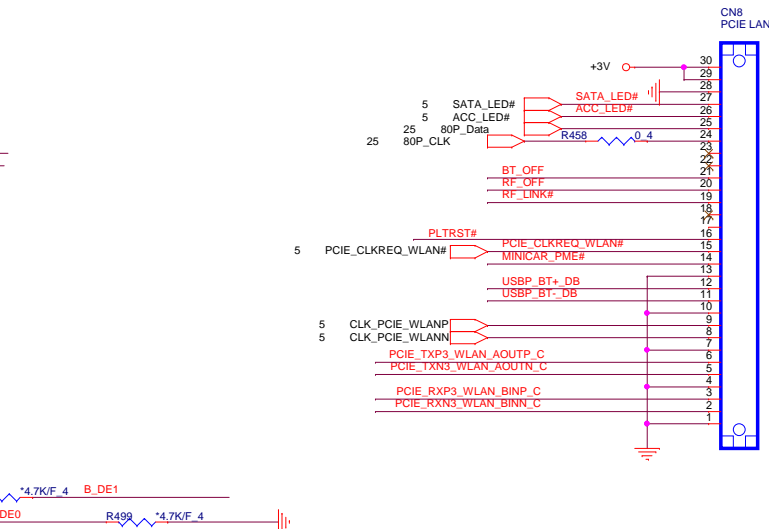 CN8
PCIE LAN
+3V
30
29
28
27
SATA_LED#
5 SATA_LED#
ACC_LED#
26
5 ACC_LED#
25
25 80P_Data
24
25 80P_CLK
R458
0_4
23
22
BT_OFF
21
RF_OFF
20
RF_LINK#
19
18
17
PLTRST#
16
5 PCIE_CLKREQ_WLAN#
PCIE_CLKREQ_WLAN#
15
MINICAR_PME#
14
13
USBP_BT+_DB
12
USBP_BT-_DB
11
10
5 CLK_PCIE_WLANP
9
5 CLK_PCIE_WLANN
8
7
PCIE_TXP3_WLAN_AOUTP_C
6
PCIE_TXN3_WLAN_AOUTN_C
5
4
PCIE_RXP3_WLAN_BINP_C
3
PCIE_RXN3_WLAN_BINN_C
2
1
*4.7K/F_4 B_DE1
DE0 R499 *4.7K/F_4